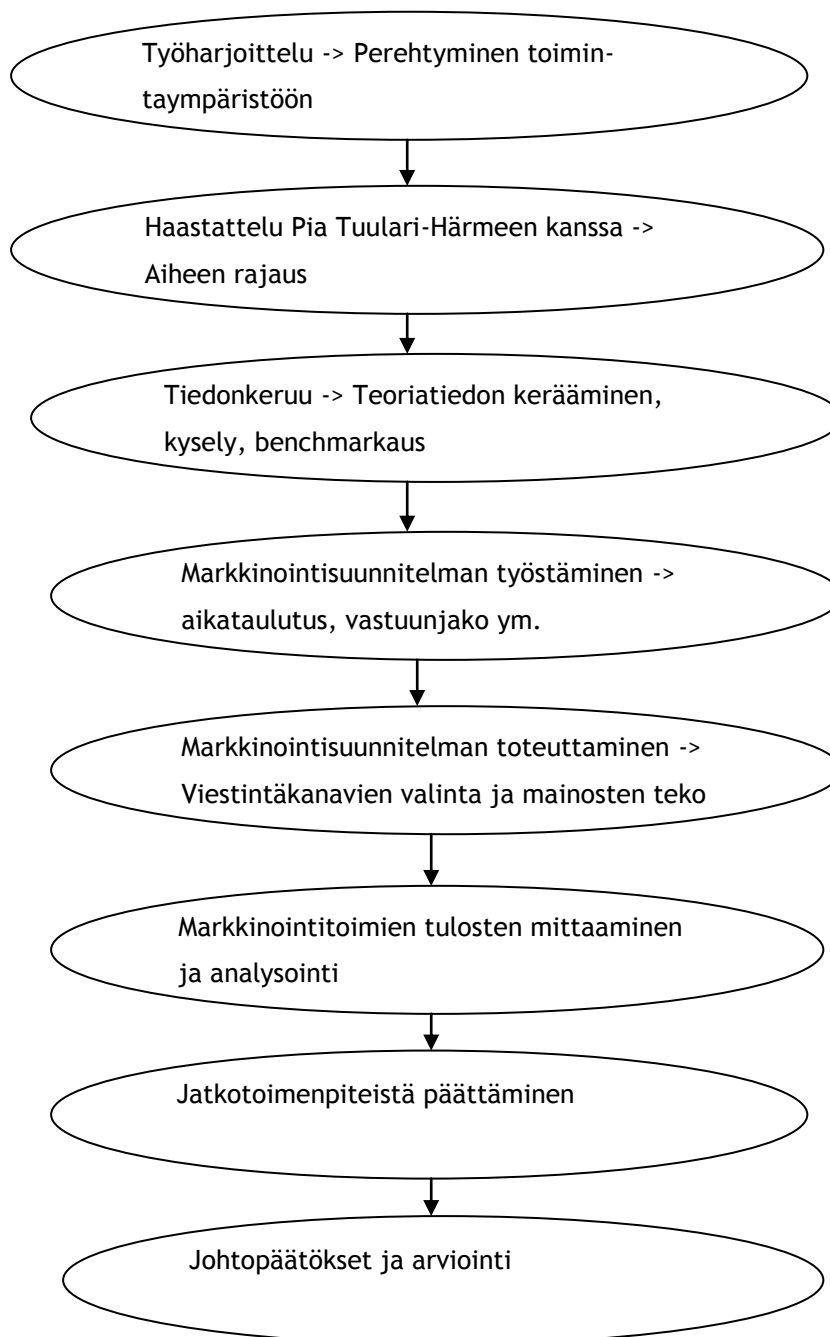 Työharjoittelu -> Perehtyminen toimin-
taympäristöön
Haastattelu Pia Tuulari-Härmeen kanssa ->
Aiheen rajaus
Tiedonkeruu -> Teoriatiedon kerääminen,
kysely, benchmarkaus
Markkinointisuunnitelman työstäminen ->
aikataulutus, vastuunjako ym.
Markkinointisuunnitelman toteuttaminen ->
Viestintäkanavien valinta ja mainosten teko
Markkinointitoimien tulosten mittaaminen
ja analysointi
Jatkotoimenpiteistä päättäminen
Johtopäätökset ja arviointi